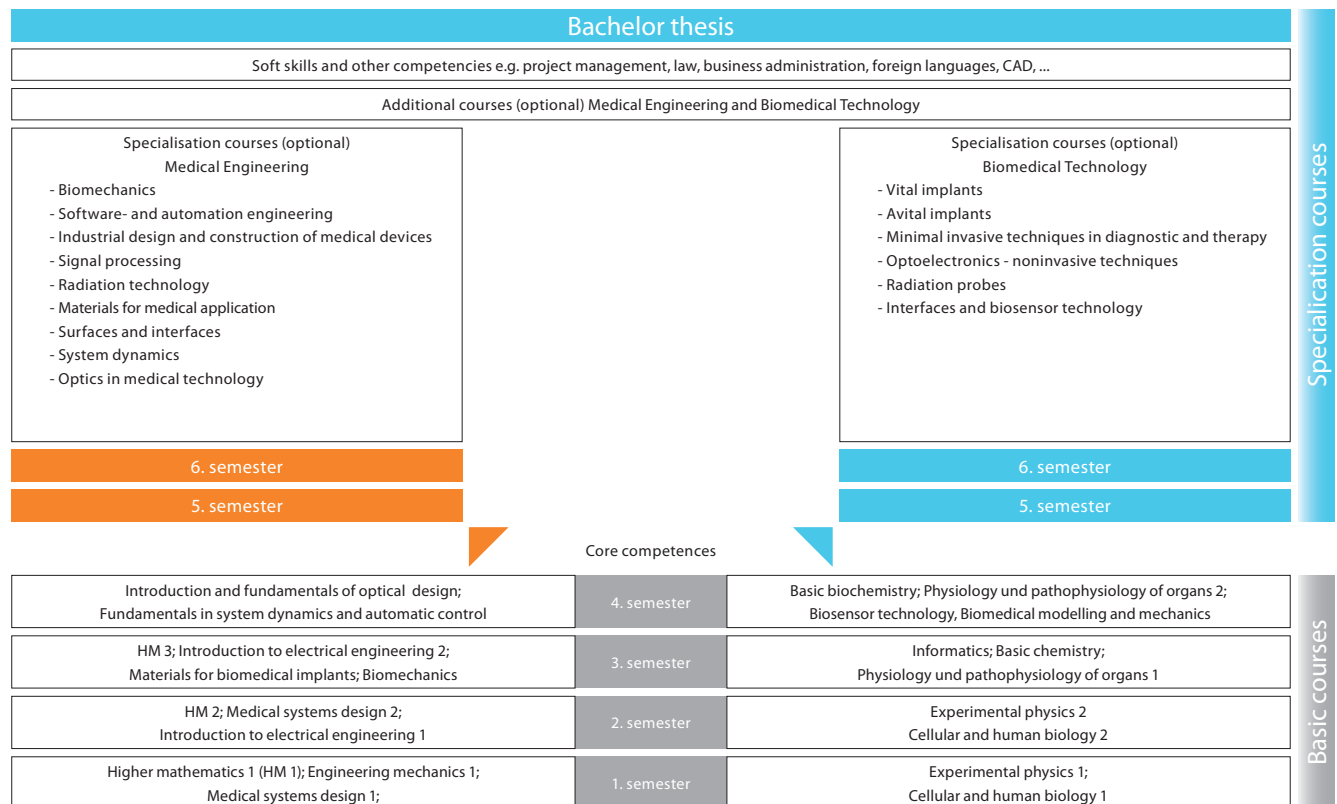 Bachelor thesis
Soft skills and other competencies e.g. project management, law, business administration, foreign languages, CAD, ...
Additional courses (optional) Medical Engineering and Biomedical Technology
Specialisation courses (optional)
Medical Engineering
- Biomechanics
- Software- and automation engineering
- Industrial design and construction of medical devices
- Signal processing
- Radiation technology
- Materials for medical application
- Surfaces and interfaces
- System dynamics
- Optics in medical technology
Specialisation courses (optional)
Biomedical Technology
- Vital implants
- Avital implants
- Minimal invasive techniques in diagnostic and therapy
- Optoelectronics - noninvasive techniques
- Radiation probes
- Interfaces and biosensor technology
Specialication courses
6. semester
6. semester
5. semester
5. semester
Core competences
Introduction and fundamentals of optical design;
Fundamentals in system dynamics and automatic control
4. semester
Basic biochemistry; Physiology und pathophysiology of organs 2;
Biosensor technology, Biomedical modelling and mechanics
HM 3; Introduction to electrical engineering 2;
Materials for biomedical implants; Biomechanics
3. semester
Informatics; Basic chemistry;
Physiology und pathophysiology of organs 1
HM 2; Medical systems design 2;
Introduction to electrical engineering 1
2. semester
Experimental physics 2
Cellular and human biology 2
Higher mathematics 1 (HM 1); Engineering mechanics 1;
Medical systems design 1;
1. semester
Experimental physics 1;
Cellular and human biology 1
Basic courses